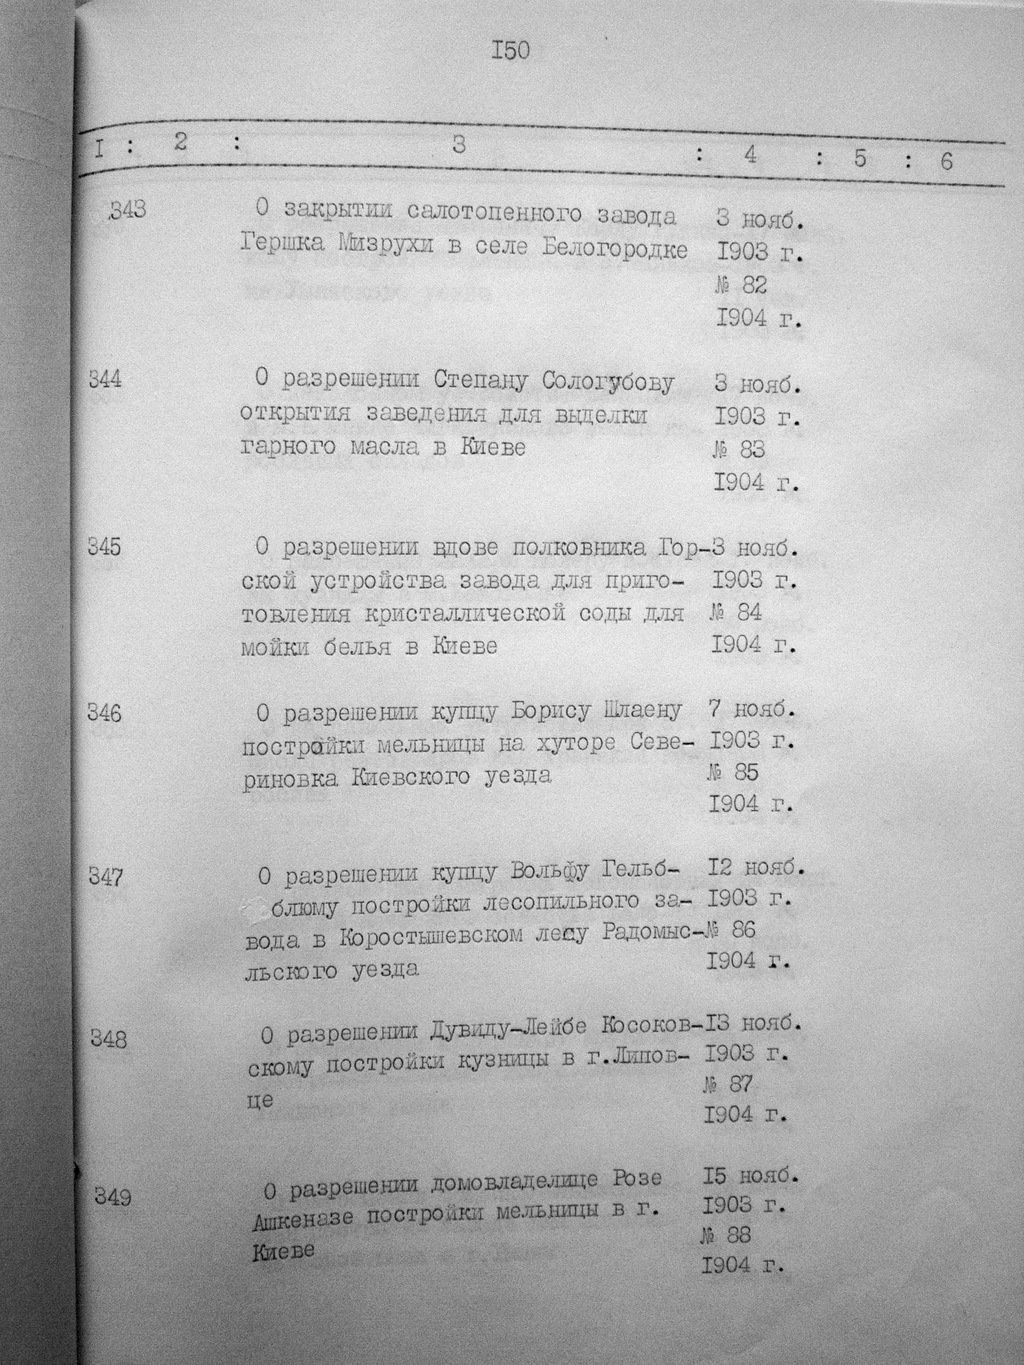 I50
I : 2 : 3 : 4 : 5 : 6
343 О закрытии салотопенного завода 3 нояб.
Гершка Мизрухи в селе Белогородке I903 г.
№ 82
I904 г.
344 О разрешении Степану Сологубову 3 нояб.
открытия заведения для выделки I903 г.
гарного масла в Киеве № 83
I904 г.
345 О разрешении вдове полковника Гор-3 нояб.
ской устройства завода для приго- I903 г.
товления кристаллической соды для № 84
мойки белья в Киеве I904 г.
346 О разрешении купцу Борису Шлаену 7 нояб.
постройки мельницы на хуторе Севе- I903 г.
риновка Киевского уезда № 85
I904 г.
347 О разрешении купцу Вольфу Гельб- I2 нояб.
блюму постройки лесопильного за- I903 г.
вода в Коростышевском лесу Радомыс-№ 86
льского уезда I904 г.
348 О разрешении Дувиду-Лейбе Косоков-I3 нояб.
скому постройки кузницы в г.Липов- I903 г.
це № 87
I904 г.
349 О разрешении домовладелице Розе I5 нояб.
Ашкеназе постройки мельницы в г. I903 г.
Киеве № 88
I904 г.